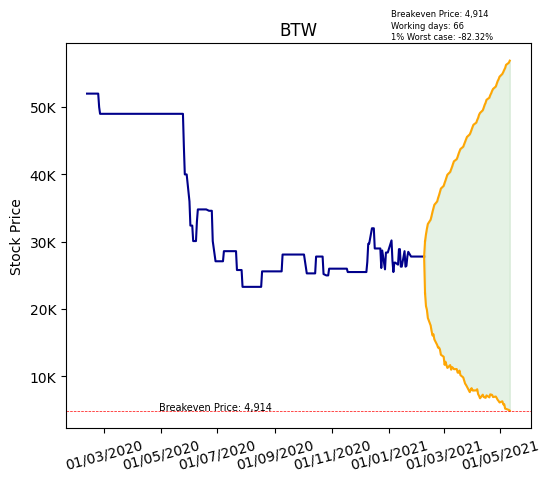 Breakeven Price: 4,914
Working days: 66
1% Worst case: -82.32%
BTW
Stock Price
50K
40K
30K
20K
10K
Breakeven Price: 4,914
01/03/2020
01/05/2020
01/07/2020
01/09/2020
01/11/2020
01/01/2021
01/03/2021
01/05/2021